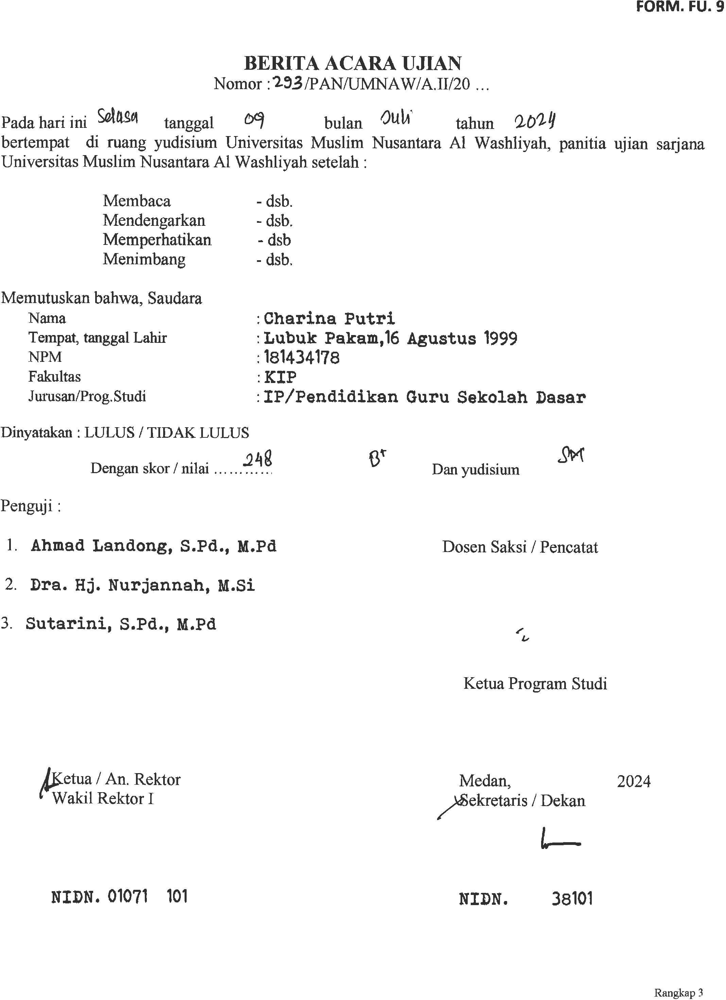 FORM. FU. 9
BERITA ACARA UJIAN
Nomor : 293/PAN/UMNAW/A.II/20 ...
Pada hari ini Selasa tanggal 09 bulan Juli tahun 2024
bertempat di ruang yudisium Universitas Muslim Nusantara Al Washliyah, panitia ujian sarjana
Universitas Muslim Nusantara Al Washliyah setelah :
Membaca - dsb.
Mendengarkan - dsb.
Memperhatikan - dsb
Menimbang - dsb.
Memutuskan bahwa, Saudara
Nama : Charina Putri
Tempat, tanggal Lahir : Lubuk Pakam,16 Agustus 1999
NPM : 181434178
Fakultas : KIP
Jurusan/Prog.Studi : IP/Pendidikan Guru Sekolah Dasar
Dinyatakan : LULUS / TIDAK LULUS
Dengan skor / nilai ............ 248 B+ Dan yudisium SM
Penguji :
1. Ahmad Landong, S.Pd., M.Pd Dosen Saksi / Pencatat
2. Dra. Hj. Nurjannah, M.Si
3. Sutarini, S.Pd., M.Pd
Ketua Program Studi
Ketua / An. Rektor Medan, 2024
Wakil Rektor I Sekretaris / Dekan
NIDN. 01071 101 NIDN. 38101
Rangkap 3